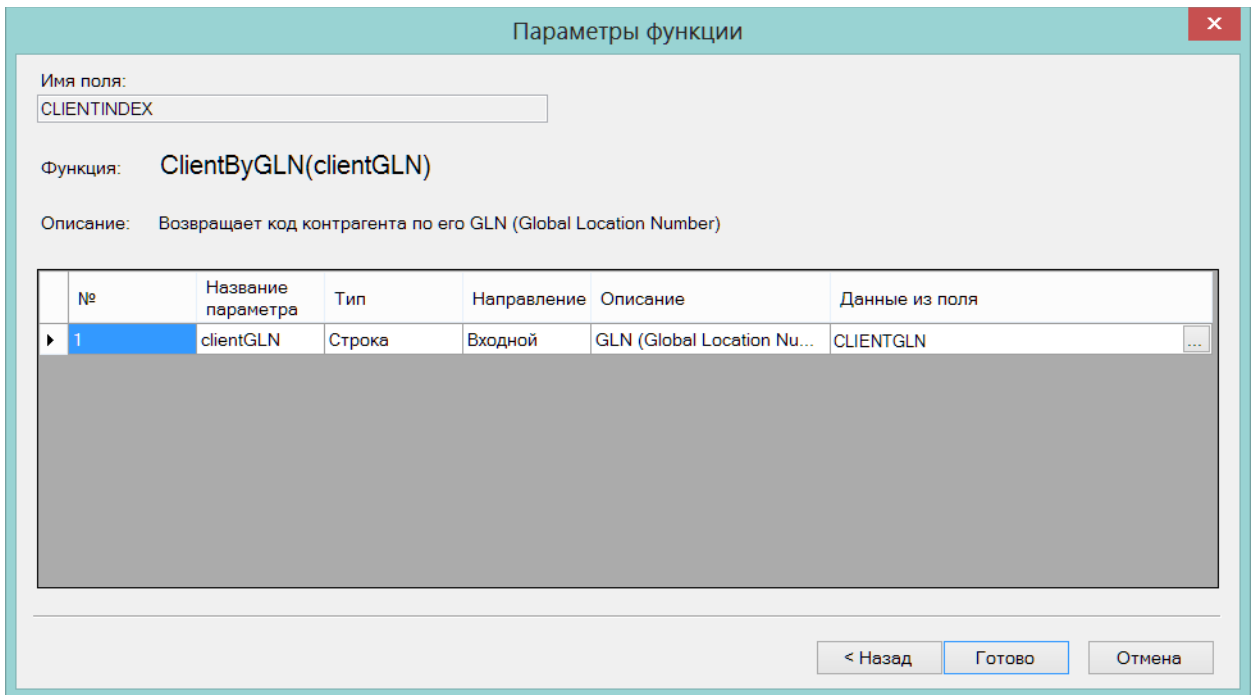 Параметры функции
Имя поля:
CLIENTINDEX
Функция: ClientByGLN(clientGLN)
Описание: Возвращает код контрагента по его GLN (Global Location Number)
№ Название параметра Тип Направление Описание Данные из поля
1 clientGLN Строка Входной GLN (Global Location Nu... CLIENTGLN ...
< Назад Готово Отмена